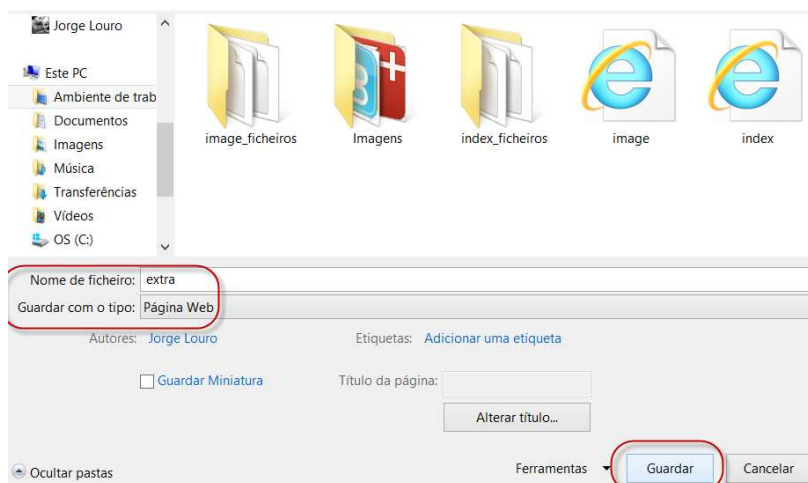 Jorge Louro
Este PC
Ambiente de trab
Documentos
Imagens
Música
Transferências
Vídeos
OS (C:)
image_ficheiros
Imagens
index_ficheiros
image
index
Nome de ficheiro: extra
Guardar com o tipo: Página Web
Autores: Jorge Louro
Etiquetas: Adicionar uma etiqueta
Guardar Miniatura
Título da página:
Alterar título...
Ocultar pastas
Ferramentas
Guardar
Cancelar